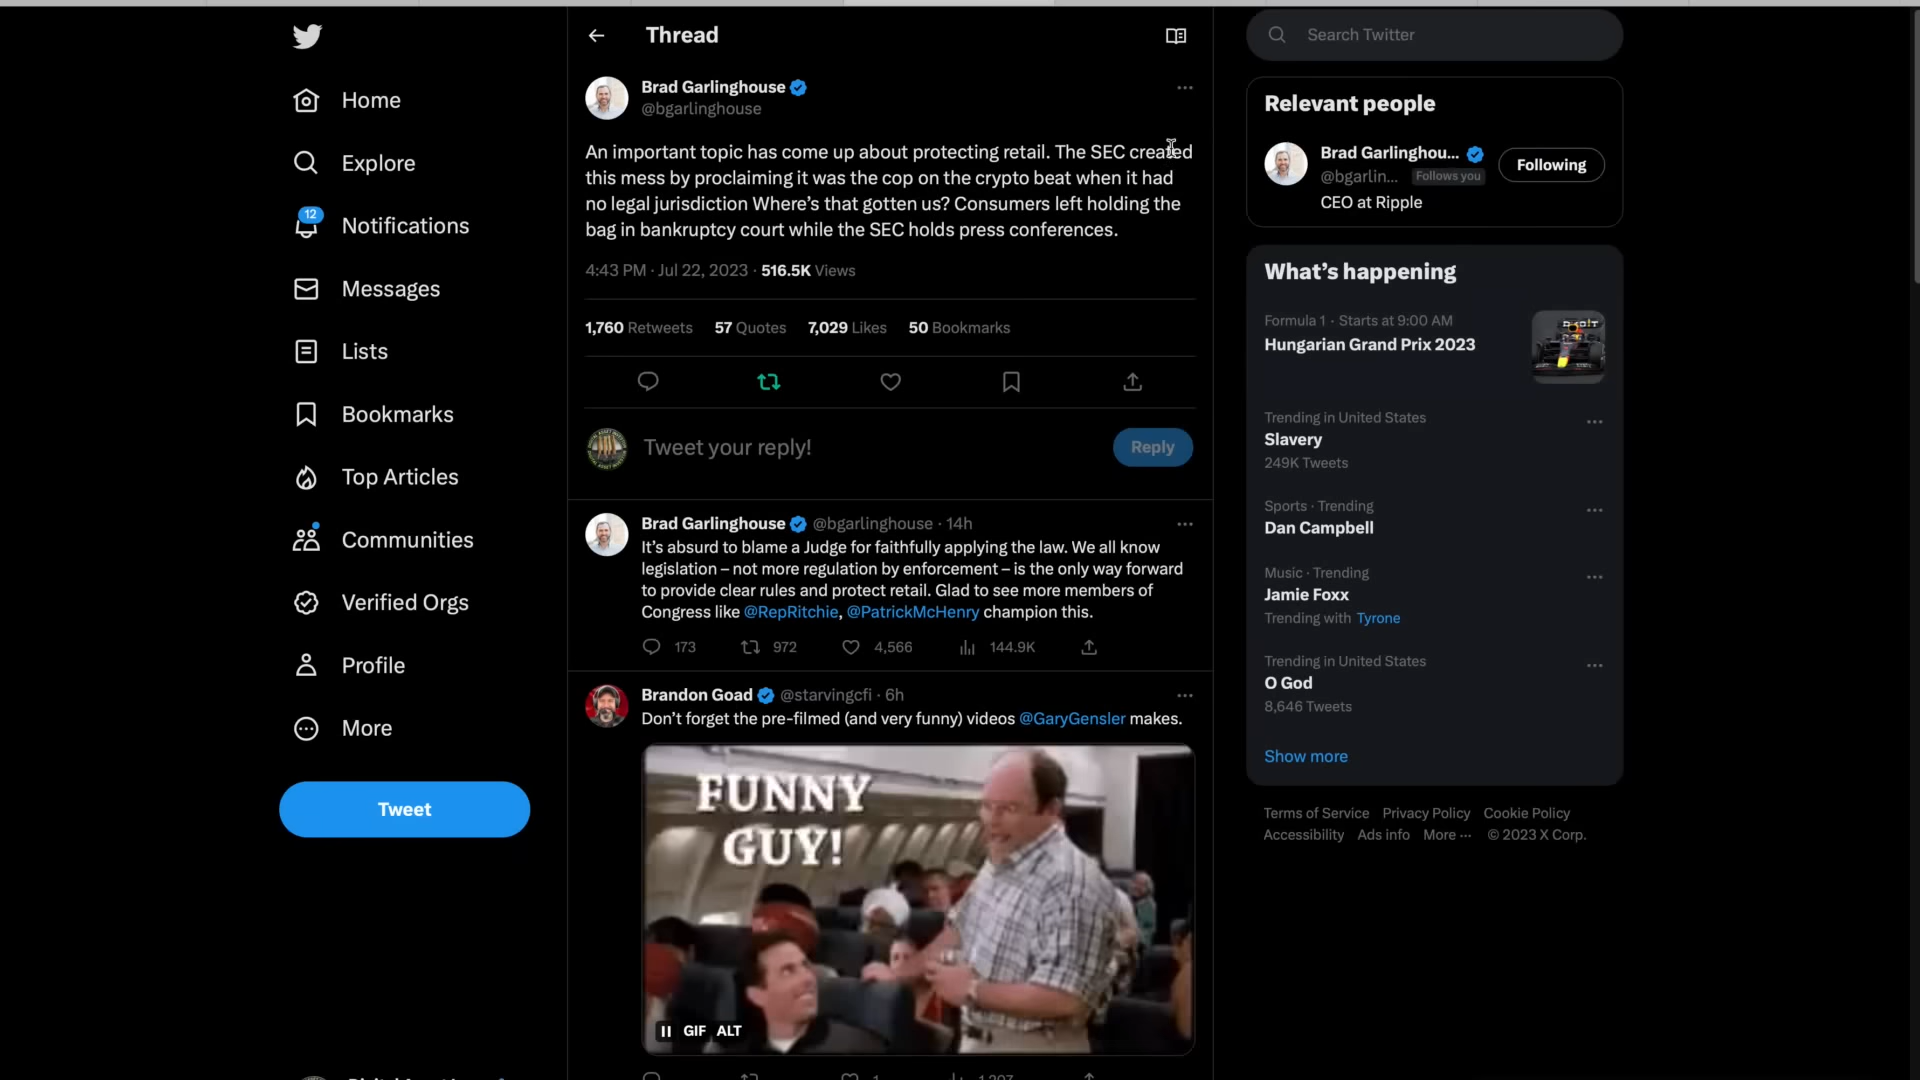 Home
Explore
12
Notifications
Messages
Lists
Bookmarks
Top Articles
Communities
Verified Orgs
Profile
More
Tweet
Thread
Brad Garlinghouse
@bgarlinghouse
An important topic has come up about protecting retail. The SEC created
this mess by proclaiming it was the cop on the crypto beat when it had
no legal jurisdiction Where's that gotten us? Consumers left holding the
bag in bankruptcy court while the SEC holds press conferences.
4:43 PM · Jul 22, 2023 · 516.5K Views
1,760 Retweets 57 Quotes 7,029 Likes 50 Bookmarks
Tweet your reply!
Reply
Brad Garlinghouse @bgarlinghouse · 14h
It's absurd to blame a Judge for faithfully applying the law. We all know
legislation – not more regulation by enforcement – is the only way forward
to provide clear rules and protect retail. Glad to see more members of
Congress like @RepRitchie, @PatrickMcHenry champion this.
173 972 4,566 144.9K
Brandon Goad @starvingcfi · 6h
Don't forget the pre-filmed (and very funny) videos @GaryGensler makes.
FUNNY
GUY!
GIF ALT
Search Twitter
Relevant people
Brad Garlinghou...
@bgarlin... Follows you
Following
CEO at Ripple
What's happening
Formula 1 · Starts at 9:00 AM
Hungarian Grand Prix 2023
Trending in United States
Slavery
249K Tweets
Sports · Trending
Dan Campbell
Music · Trending
Jamie Foxx
Trending with Tyrone
Trending in United States
O God
8,646 Tweets
Show more
Terms of Service Privacy Policy Cookie Policy
Accessibility Ads info More ··· © 2023 X Corp.